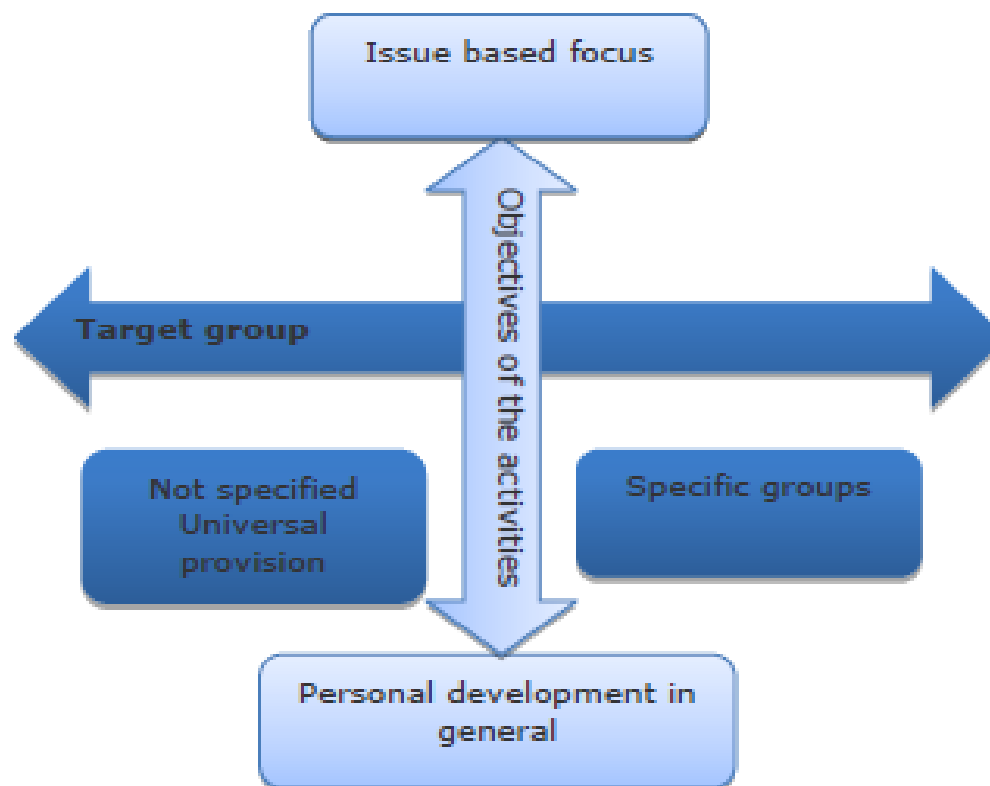 Issue based focus
Objectives of the activities
Target group
Not specified
Universal
provision
Specific groups
Personal development in
general